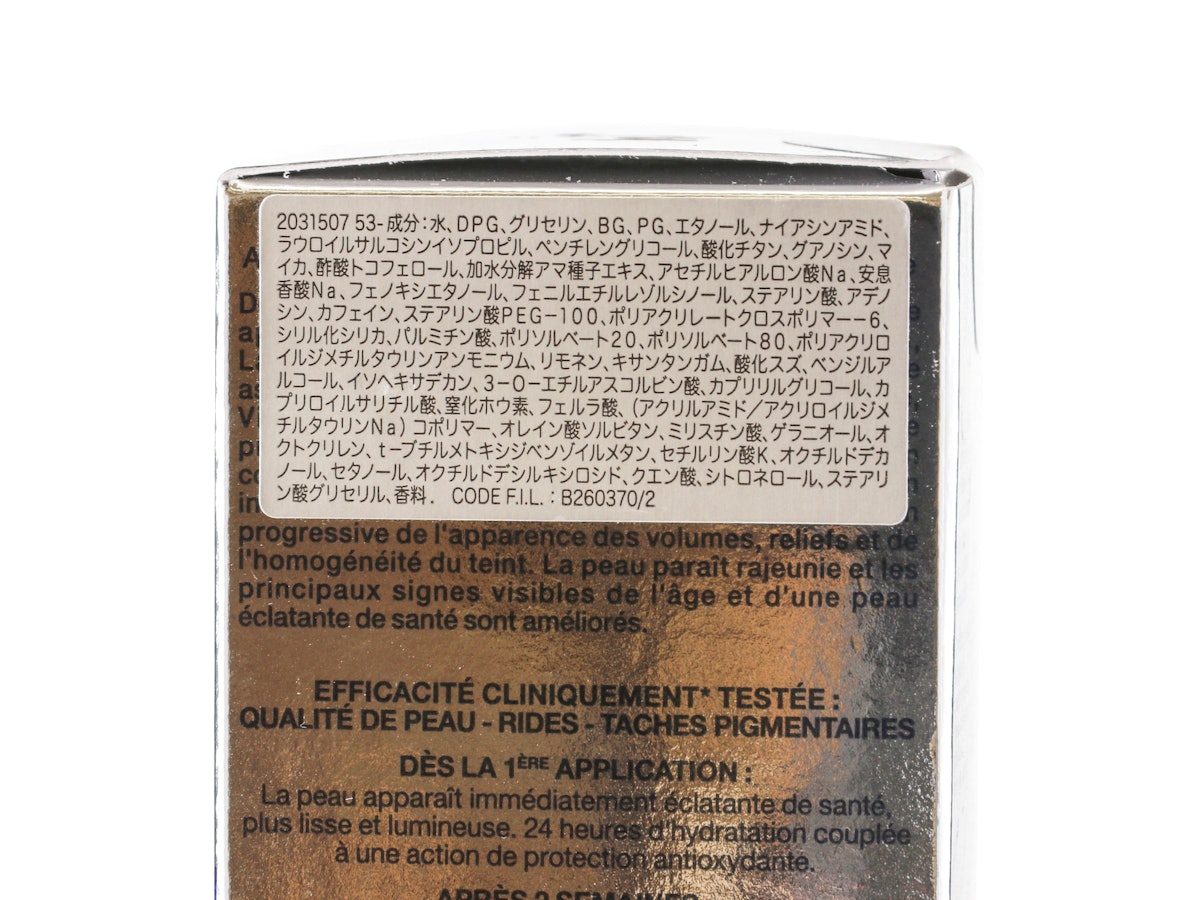 2031507 53-成分：水、DPG、グリセリン、BG、PG、エタノール、ナイアシンアミド、
ラウロイルサルコシンイソプロピル、ペンチレングリコール、酸化チタン、グアノシン、マ
イカ、酢酸トコフェロール、加水分解アマ種子エキス、アセチルヒアルロン酸Na、安息
香酸Na、フェノキシエタノール、フェニルエチルレゾルシノール、ステアリン酸、アデノ
シン、カフェイン、ステアリン酸PEG-100、ポリアクリレートクロスポリマー-6、
シリル化シリカ、パルミチン酸、ポリソルベート20、ポリソルベート80、ポリアクリロ
イルジメチルタウリンアンモニウム、リモネン、キサンタンガム、酸化スズ、ベンジルア
ルコール、イソヘキサデカン、3-O-エチルアスコルビン酸、カプリリルグリコール、カ
プリロイルサリチル酸、窒化ホウ素、フェルラ酸、（アクリルアミド／アクリロイルジメ
チルタウリンNa）コポリマー、オレイン酸ソルビタン、ミリスチン酸、ゲラニオール、オ
クトクリレン、t-ブチルメトキシジベンゾイルメタン、セチルリン酸K、オクチルドデカ
ノール、セタノール、オクチルドデシルキシロシド、クエン酸、シトロネロール、ステアリ
ン酸グリセリル、香料． CODE F.I.L.：B260370/2
progressive de l'apparence des volumes, reliefs et de
l'homogénéité du teint. La peau paraît rajeunie et les
principaux signes visibles de l'âge et d'une peau
éclatante de santé sont améliorés.
EFFICACITÉ CLINIQUEMENT* TESTÉE :
QUALITÉ DE PEAU - RIDES - TACHES PIGMENTAIRES
DÈS LA 1ÈRE APPLICATION :
La peau apparaît immédiatement éclatante de santé,
plus lisse et lumineuse. 24 heures d'hydratation couplée
à une action de protection antioxydante.
APRÈS 2 SEMAINES